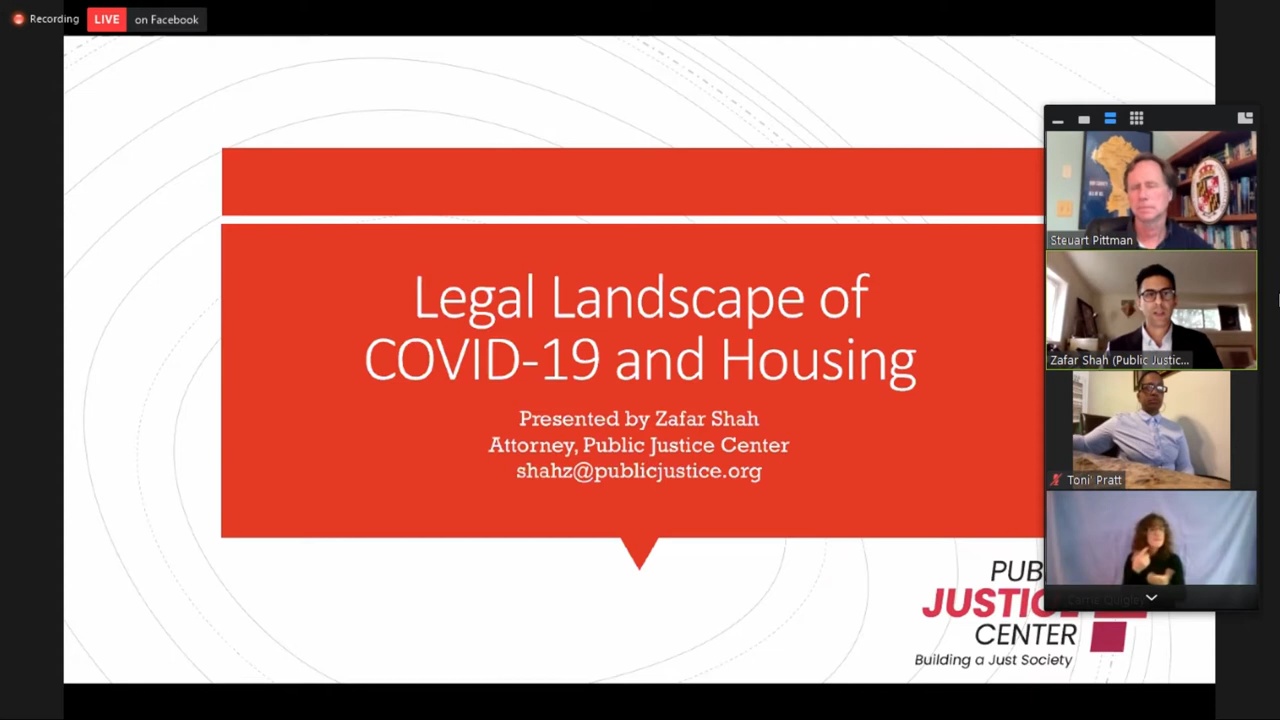 Recording
LIVE on Facebook
Legal Landscape of
COVID-19 and Housing
Presented by Zafar Shah
Attorney, Public Justice Center
shahz@publicjustice.org
Steuart Pittman
Zafar Shah (Public Justic...
Toni' Pratt
PUB
JUSTIC
CENTER
Building a Just Society